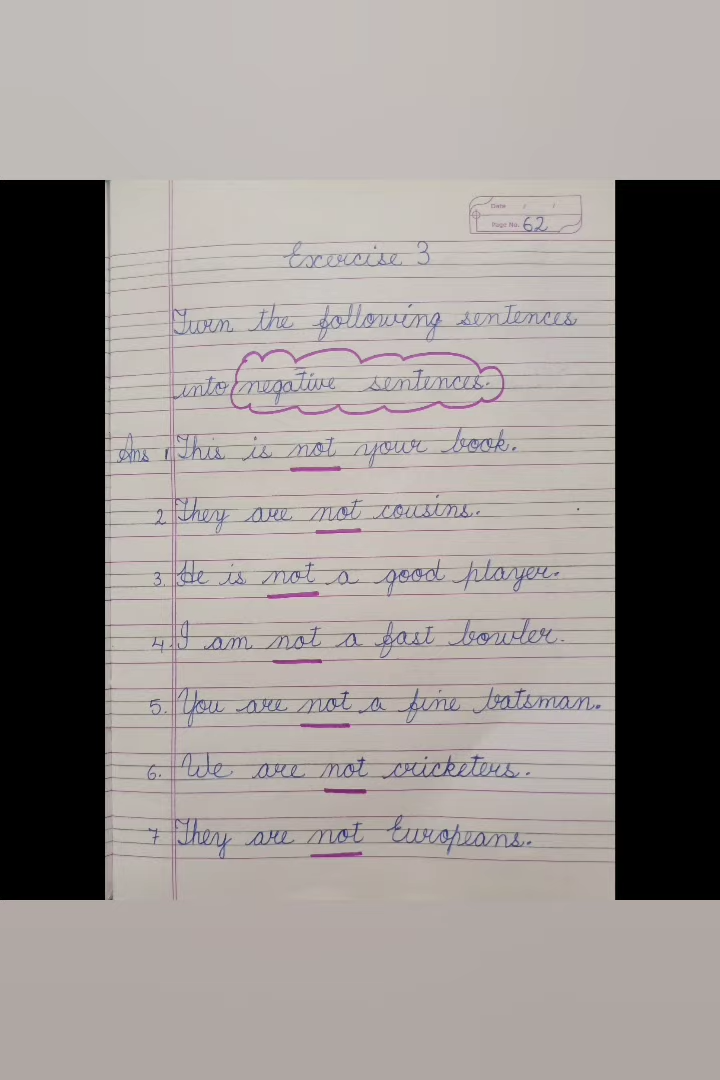 Date / /
Page No. 62
Exercise 3
Turn the following sentences
into negative sentences.
Ans 1 This is not your book.
2 They are not cousins.
3. He is not a good player.
4. I am not a fast bowler.
5. You are not a fine batsman.
6. We are not cricketers.
7 They are not Europeans.